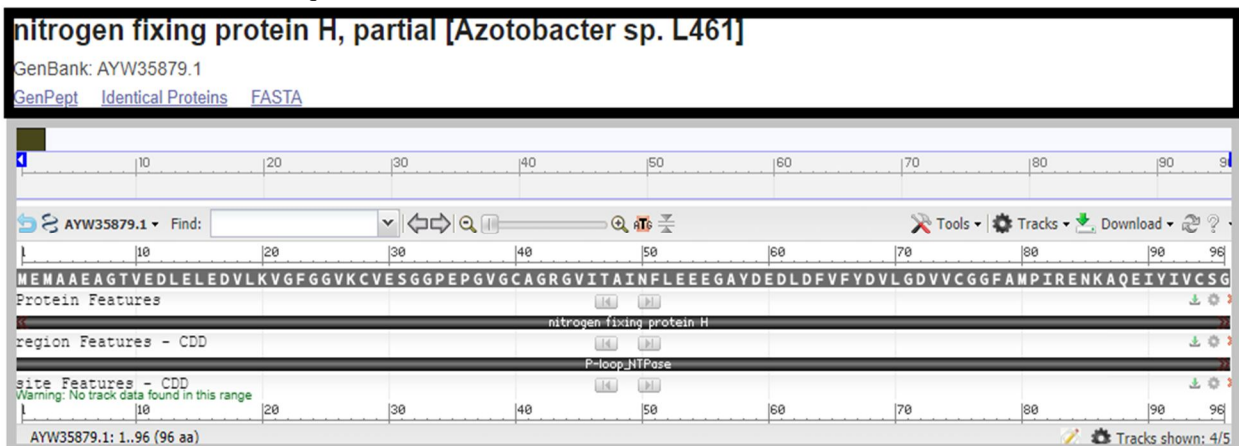 nitrogen fixing protein H, partial [Azotobacter sp. L461]
GenBank: AYW35879.1
GenPept Identical Proteins FASTA
10 20 30 40 50 60 70 80 90 9
AYW35879.1 Find: ATG Tools Tracks Download ?
1 10 20 30 40 50 60 70 80 90 96
MEMAAEAGTVEDLELEDVLKVGFGGVKCVESGGPEPGVGCAGRGVITAINFLEEEGAYDEDLDFVFYDVLGDVVCGGFAMPIRENKAQEIYIVCSG
Protein Features
nitrogen fixing protein H
region Features - CDD
P-loop_NTPase
site Features - CDD
Warning: No track data found in this range
1 10 20 30 40 50 60 70 80 90 96
AYW35879.1: 1..96 (96 aa) Tracks shown: 4/5